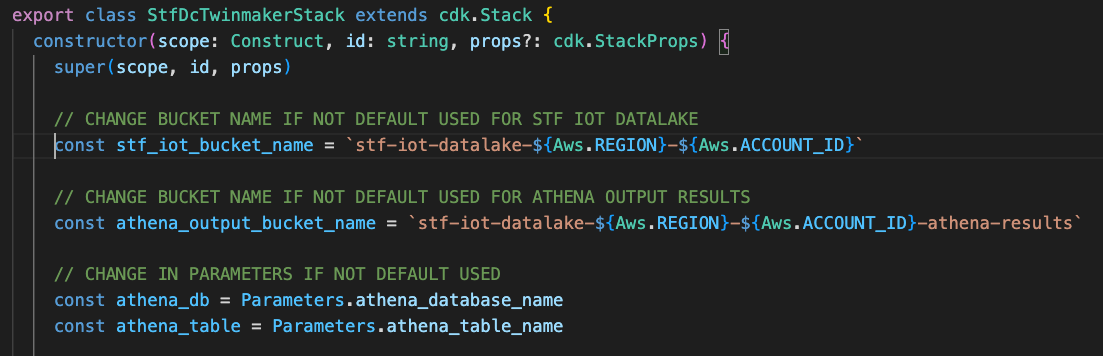 export class StfDcTwinmakerStack extends cdk.Stack {
constructor(scope: Construct, id: string, props?: cdk.StackProps) {
super(scope, id, props)
// CHANGE BUCKET NAME IF NOT DEFAULT USED FOR STF IOT DATALAKE
const stf_iot_bucket_name = `stf-iot-datalake-${Aws.REGION}-${Aws.ACCOUNT_ID}`
// CHANGE BUCKET NAME IF NOT DEFAULT USED FOR ATHENA OUTPUT RESULTS
const athena_output_bucket_name = `stf-iot-datalake-${Aws.REGION}-${Aws.ACCOUNT_ID}-athena-results`
// CHANGE IN PARAMETERS IF NOT DEFAULT USED
const athena_db = Parameters.athena_database_name
const athena_table = Parameters.athena_table_name